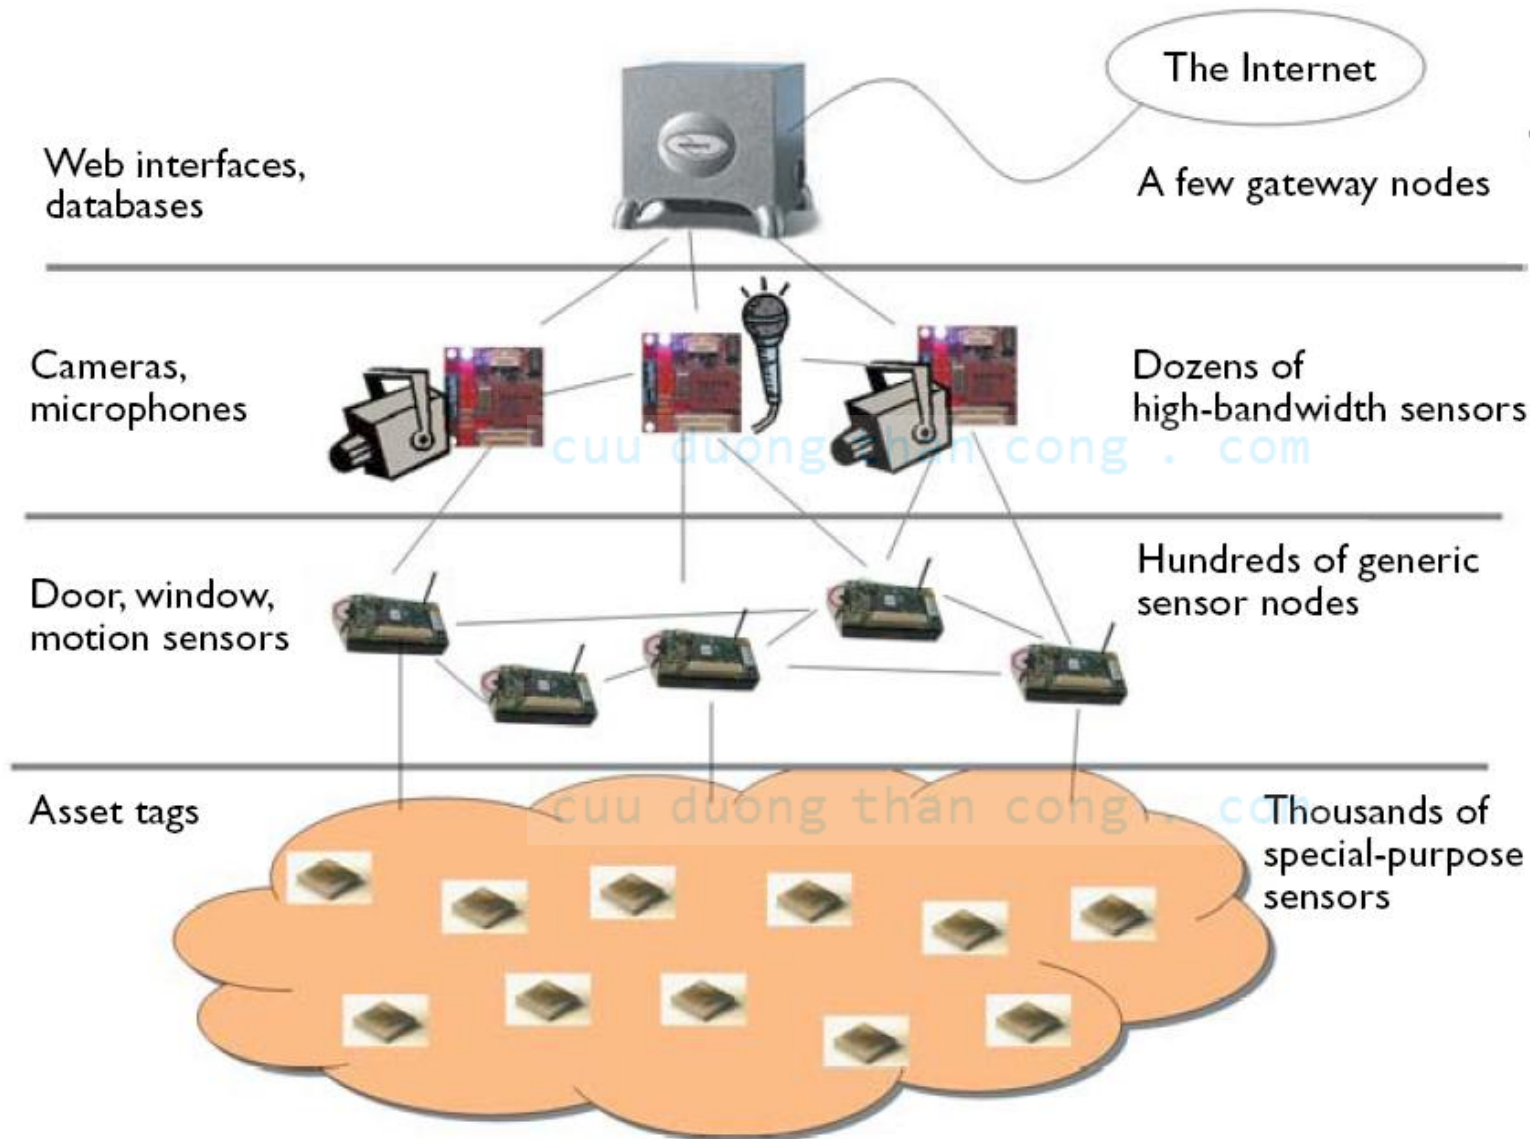 The Internet
Web interfaces,
databases
A few gateway nodes
Cameras,
microphones
Dozens of
high-bandwidth sensors
cuu duong than cong . com
Door, window,
motion sensors
Hundreds of generic
sensor nodes
Asset tags
cuu duong than cong . com
Thousands of
special-purpose
sensors